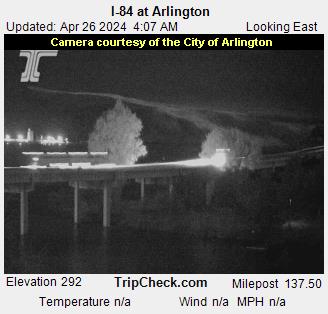 I-84 at Arlington
Updated: Apr 26 2024 4:07 AM Looking East
Camera courtesy of the City of Arlington
Elevation 292 TripCheck.com Milepost 137.50
Temperature n/a Wind n/a MPH n/a